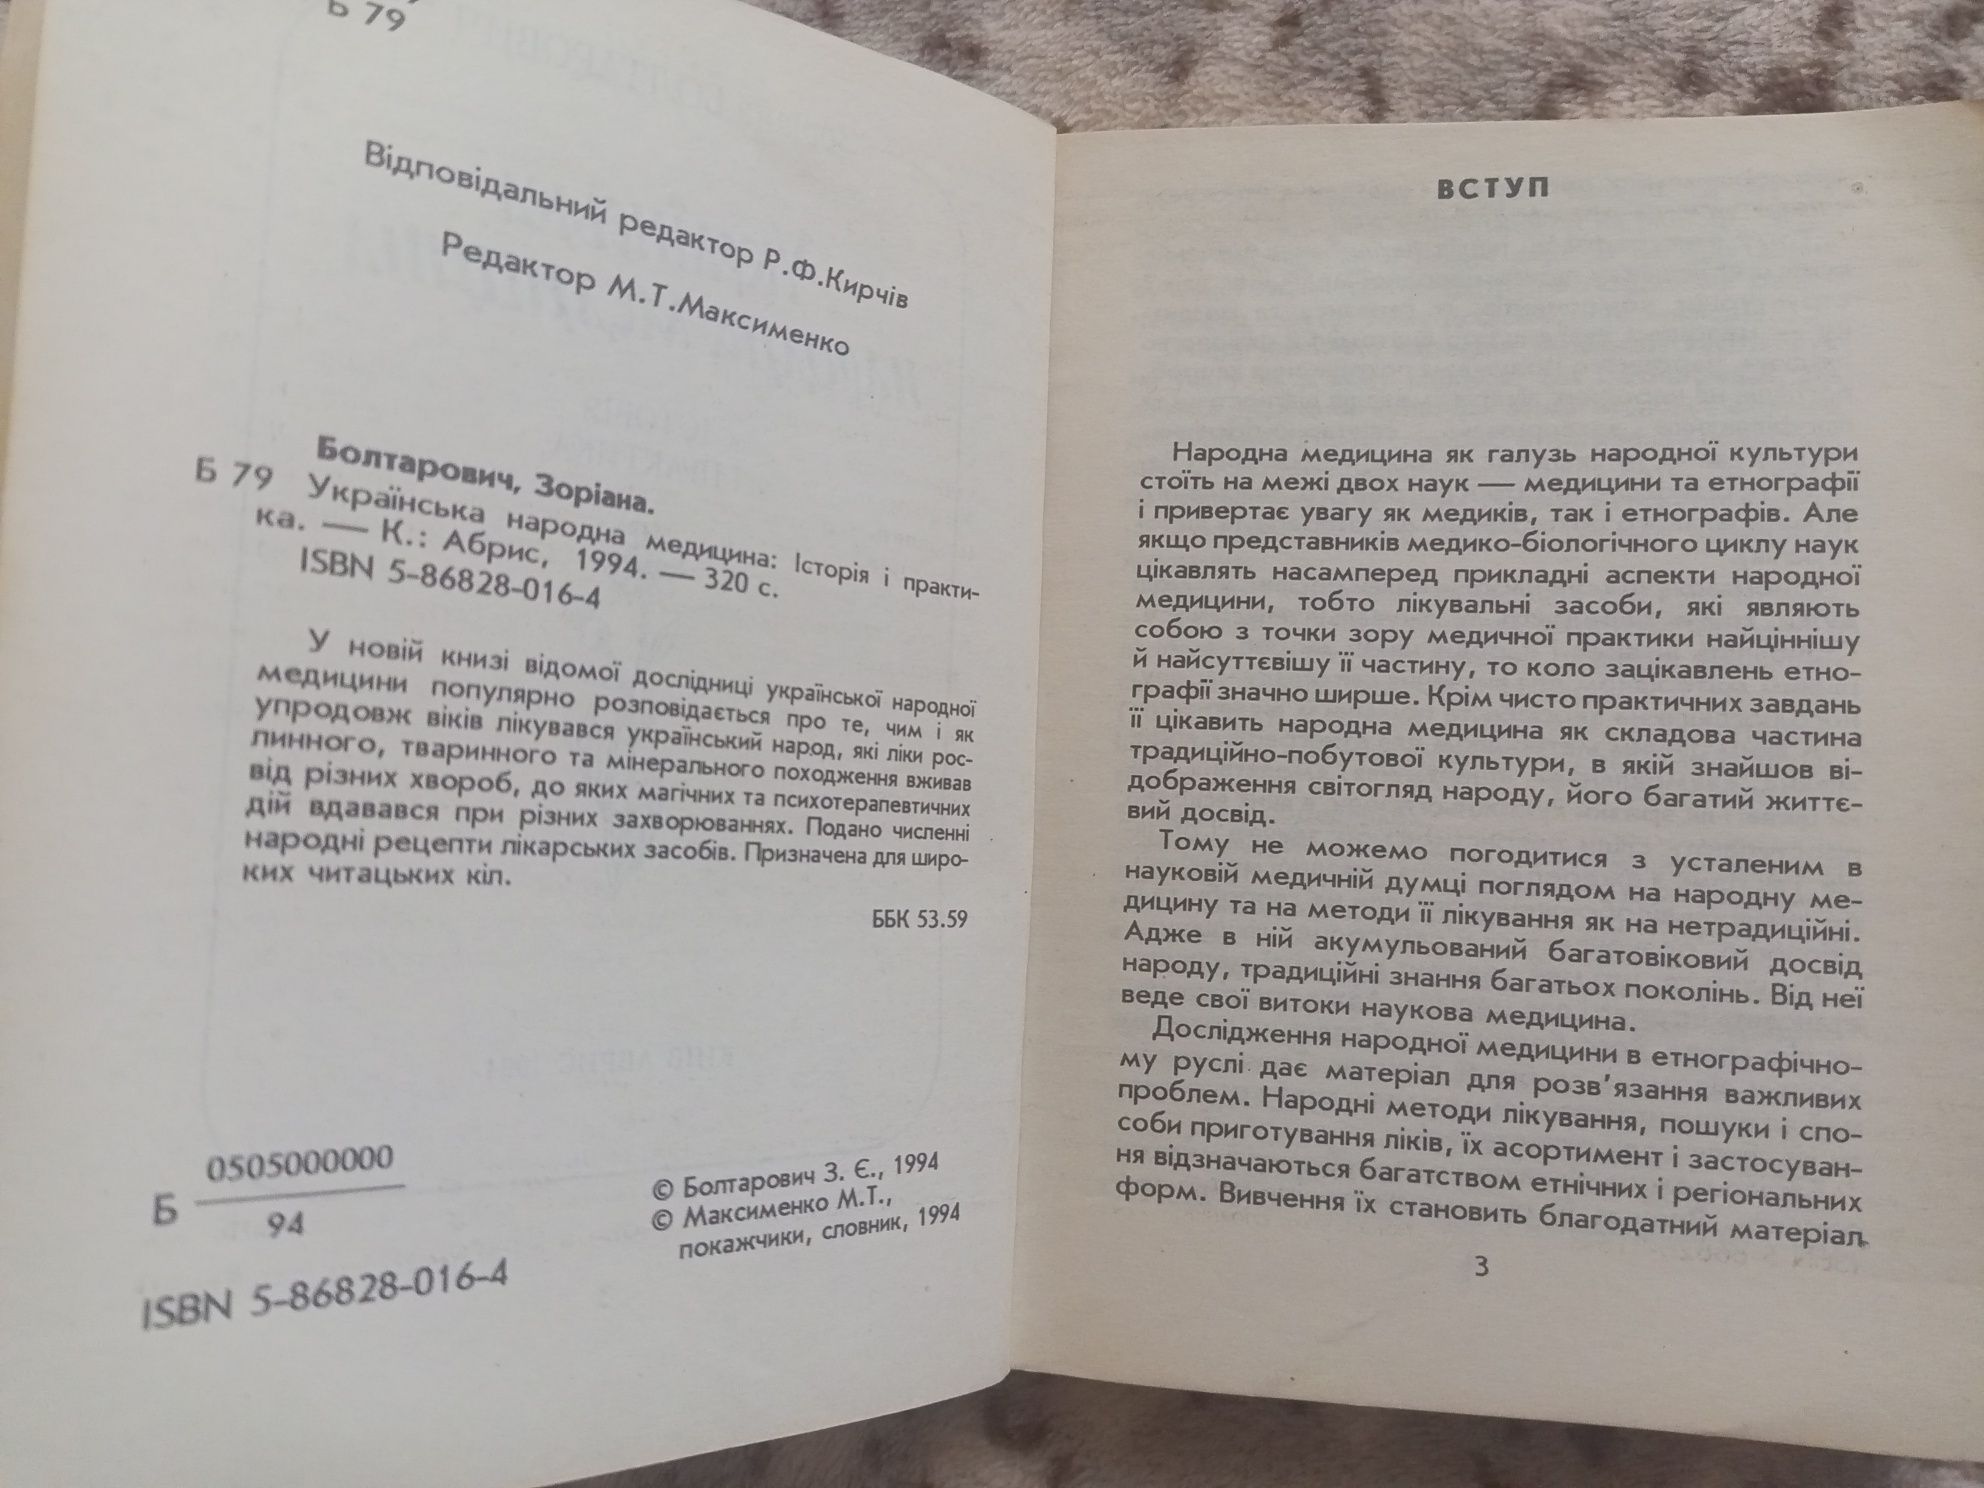 Б 79
Відповідальний редактор Р.Ф.Кирчів
Редактор М.Т.Максименко
Болтарович, Зоріана.
Б 79 Українська народна медицина: Історія і практи-
ка. — К.: Абрис, 1994. — 320 с.
ISBN 5-86828-016-4
У новій книзі відомої дослідниці української народної
медицини популярно розповідається про те, чим і як
упродовж віків лікувався український народ, які ліки рос-
линного, тваринного та мінерального походження вживав
від різних хвороб, до яких магічних та психотерапевтичних
дій вдавався при різних захворюваннях. Подано численні
народні рецепти лікарських засобів. Призначена для широ-
ких читацьких кіл.
ББК 53.59
Б 0505000000
94
ISBN 5-86828-016-4
© Болтарович З. Є., 1994
© Максименко М.Т.,
покажчики, словник, 1994
ВСТУП
Народна медицина як галузь народної культури
стоїть на межі двох наук — медицини та етнографії
і привертає увагу як медиків, так і етнографів. Але
якщо представників медико-біологічного циклу наук
цікавлять насамперед прикладні аспекти народної
медицини, тобто лікувальні засоби, які являють
собою з точки зору медичної практики найціннішу
й найсуттєвішу її частину, то коло зацікавлень етно-
графії значно ширше. Крім чисто практичних завдань
її цікавить народна медицина як складова частина
традиційно-побутової культури, в якій знайшов ві-
дображення світогляд народу, його багатий життє-
вий досвід.
Тому не можемо погодитися з усталеним в
науковій медичній думці поглядом на народну ме-
дицину та на методи її лікування як на нетрадиційні.
Адже в ній акумульований багатовіковий досвід
народу, традиційні знання багатьох поколінь. Від неї
веде свої витоки наукова медицина.
Дослідження народної медицини в етнографічно-
му руслі дає матеріал для розв'язання важливих
проблем. Народні методи лікування, пошуки і спо-
соби приготування ліків, їх асортимент і застосуван-
ня відзначаються багатством етнічних і регіональних
форм. Вивчення їх становить благодатний матеріал
3